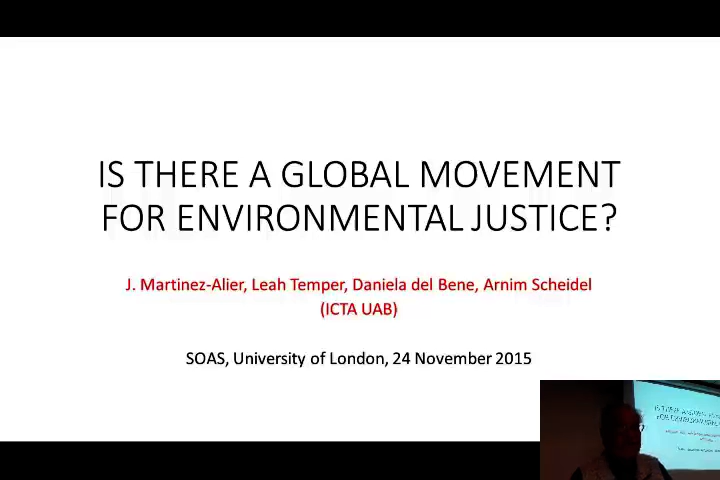 IS THERE A GLOBAL MOVEMENT
FOR ENVIRONMENTAL JUSTICE?
J. Martinez-Alier, Leah Temper, Daniela del Bene, Arnim Scheidel
(ICTA UAB)
SOAS, University of London, 24 November 2015